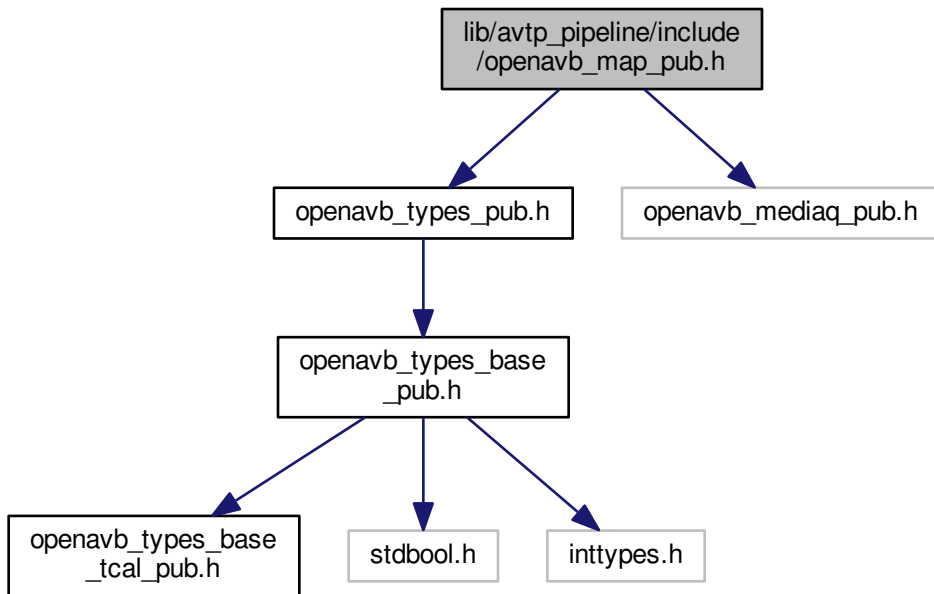 lib/avtp_pipeline/include
/openavb_map_pub.h
openavb_types_pub.h
openavb_mediaq_pub.h
openavb_types_base
_pub.h
openavb_types_base
_tcal_pub.h
stdbool.h
inttypes.h